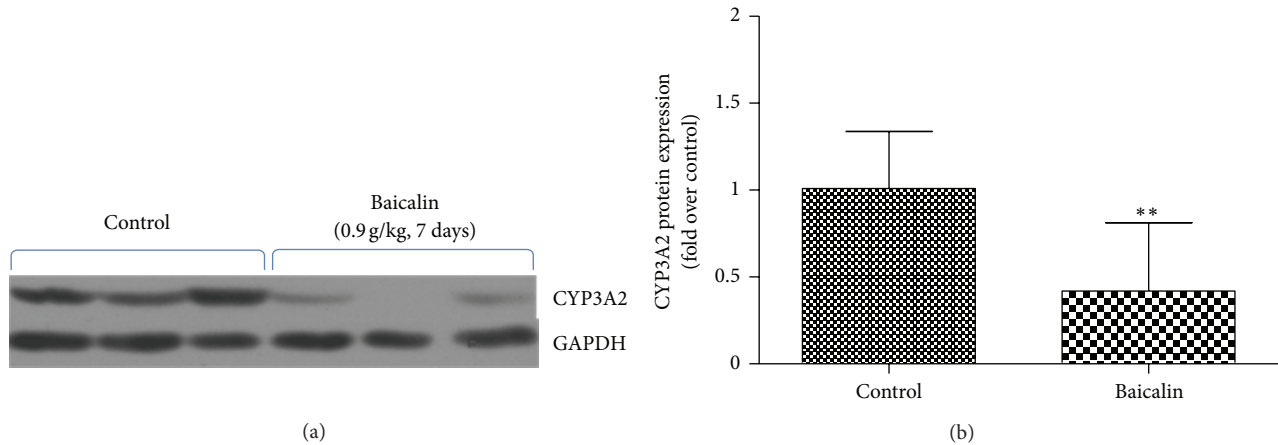 Control
Baicalin
(0.9 g/kg, 7 days)
CYP3A2
GAPDH
(a)
CYP3A2 protein expression
(fold over control)
2
1.5
1
0.5
0
**
Control
Baicalin
(b)